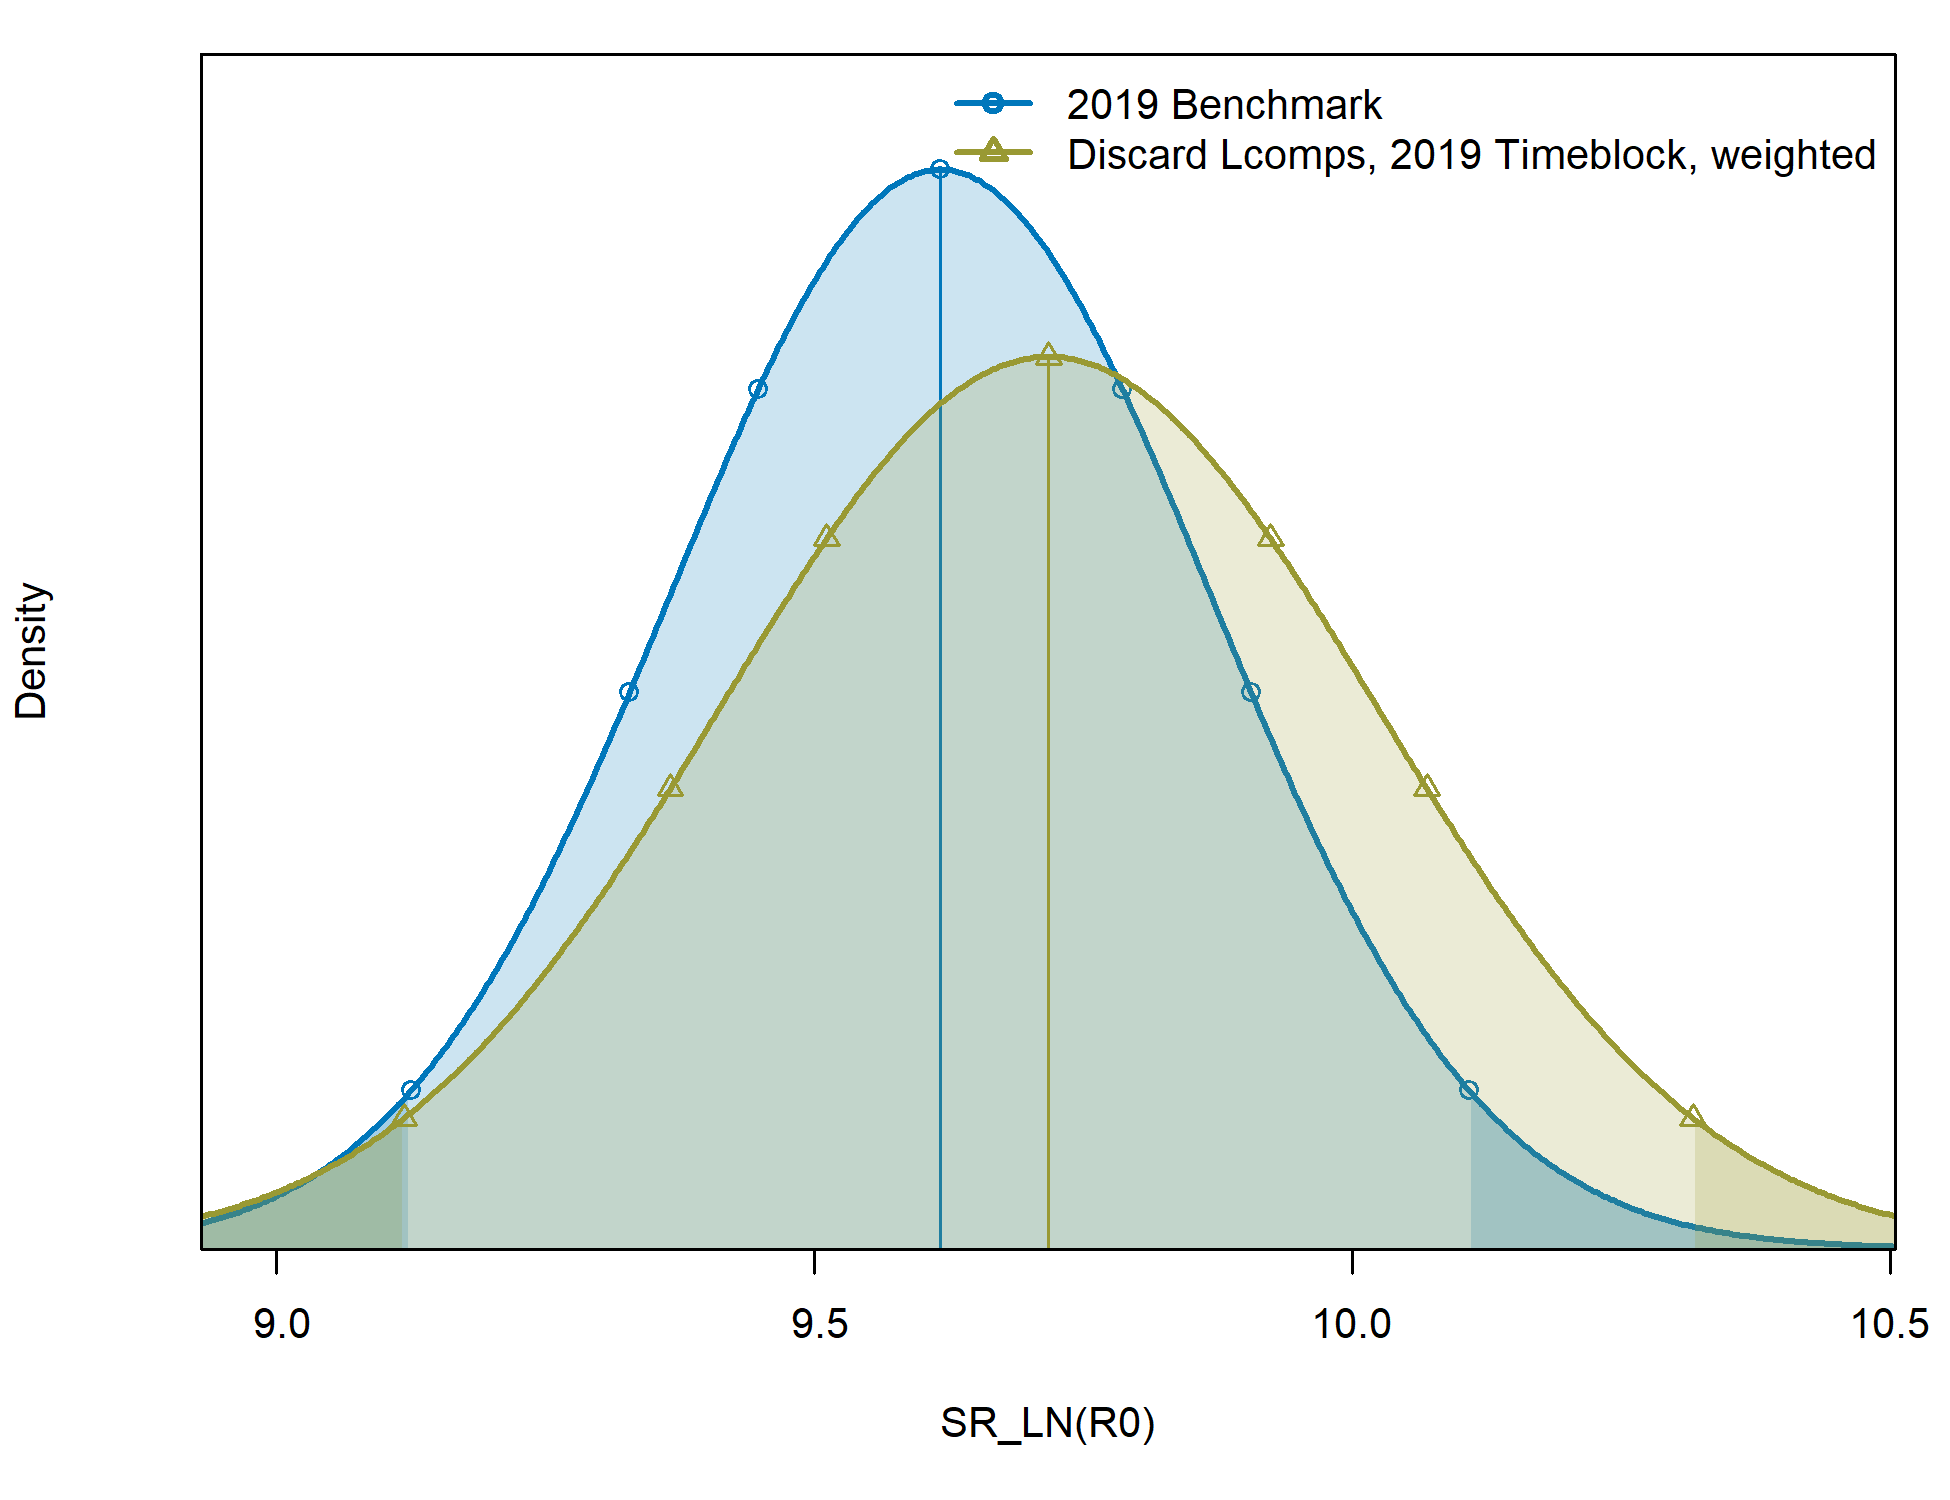 2019 Benchmark
Discard Lcomps, 2019 Timeblock, weighted
Density
9.0 9.5 10.0 10.5
SR_LN(R0)